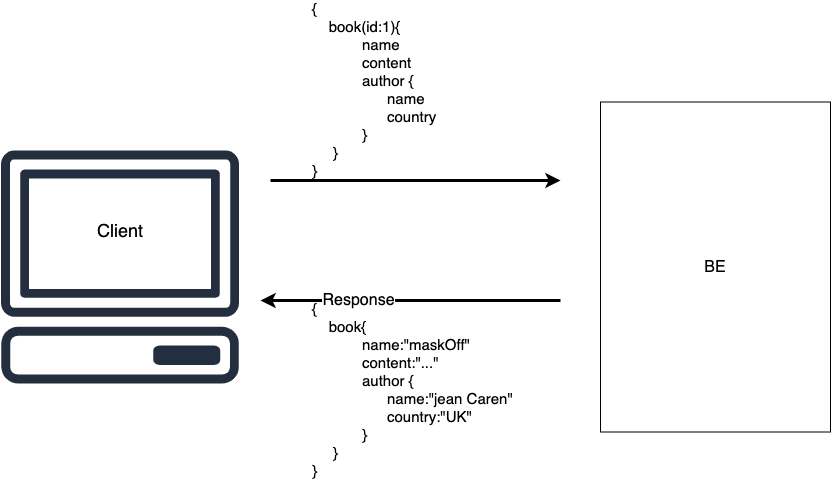 {
book(id:1){
name
content
author {
name
country
}
}
}
Client
BE
Response
{
book{
name:"maskOff"
content:"..."
author {
name:"jean Caren"
country:"UK"
}
}
}